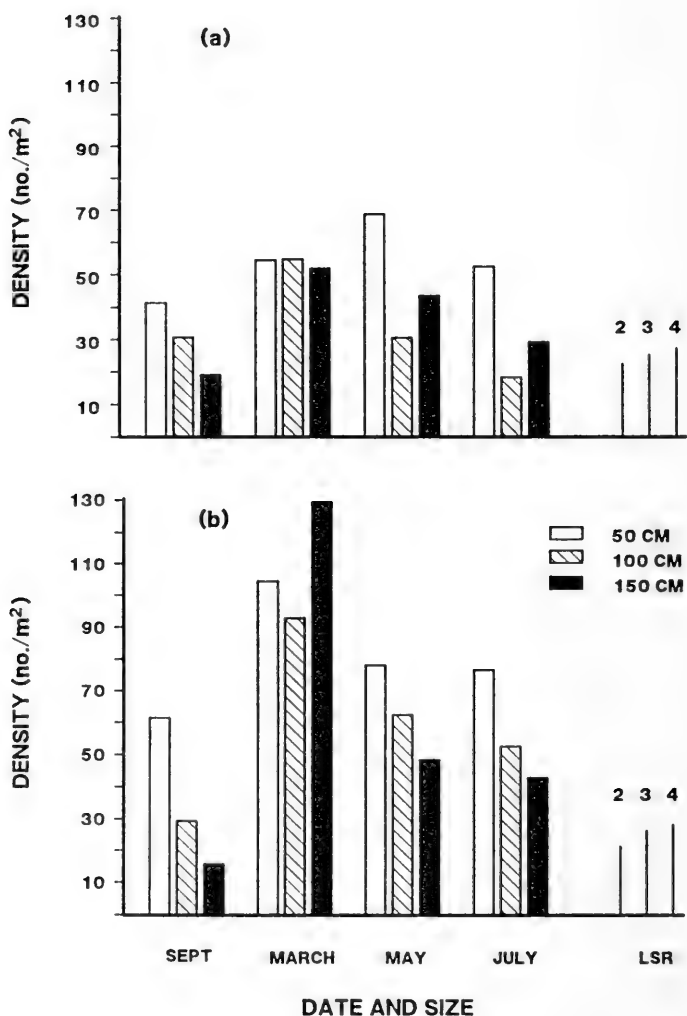 (a)
130
110
90
70
50
30
10
DENSITY (no./m²)
2 3 4
(b)
130
110
90
70
50
30
10
DENSITY (no./m²)
50 CM
100 CM
150 CM
2 3 4
SEPT MARCH MAY JULY LSR
DATE AND SIZE